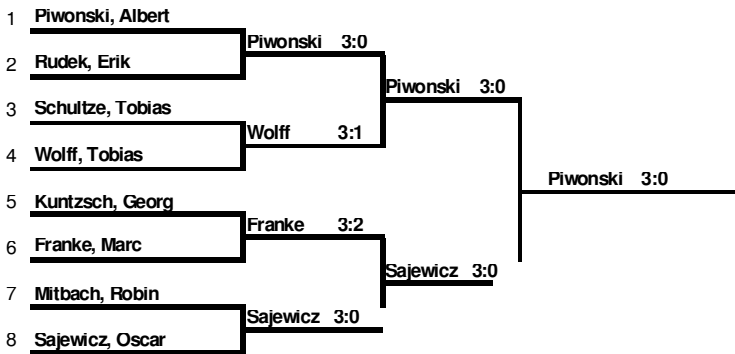 1 Piwonski, Albert
Piwonski 3:0
2 Rudek, Erik
Piwonski 3:0
3 Schultze, Tobias
Wolff 3:1
4 Wolff, Tobias
Piwonski 3:0
5 Kuntzsch, Georg
Franke 3:2
6 Franke, Marc
Sajewicz 3:0
7 Mitbach, Robin
Sajewicz 3:0
8 Sajewicz, Oscar